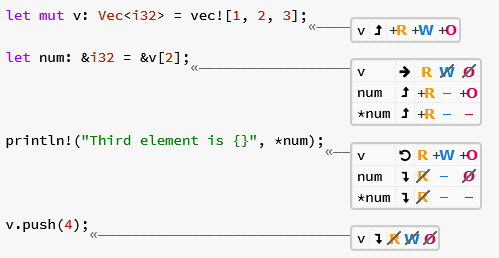 let mut v: Vec<i32> = vec![1, 2, 3];
v ⮥ +R +W +O
let num: &i32 = &v[2];
v → R W O
num ⮥ +R - +O
*num ⮥ +R - -
println!("Third element is {}", *num);
v ↺ R +W +O
num ⮧ R - O
*num ⮧ R - -
v.push(4);
v ⮧ R W O